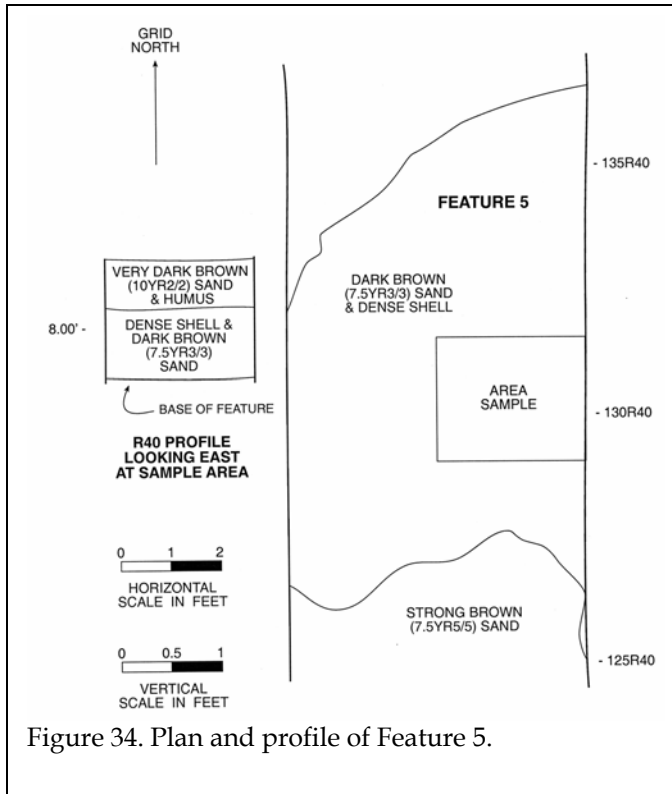 GRID
NORTH
- 135R40
FEATURE 5
VERY DARK BROWN
(10YR2/2) SAND
& HUMUS
8.00' -
DENSE SHELL &
DARK BROWN
(7.5YR3/3)
SAND
BASE OF FEATURE
R40 PROFILE
LOOKING EAST
AT SAMPLE AREA
DARK BROWN
(7.5YR3/3) SAND
& DENSE SHELL
AREA
SAMPLE
- 130R40
0 1 2
HORIZONTAL
SCALE IN FEET
0 0.5 1
VERTICAL
SCALE IN FEET
STRONG BROWN
(7.5YR5/5) SAND
- 125R40
Figure 34. Plan and profile of Feature 5.